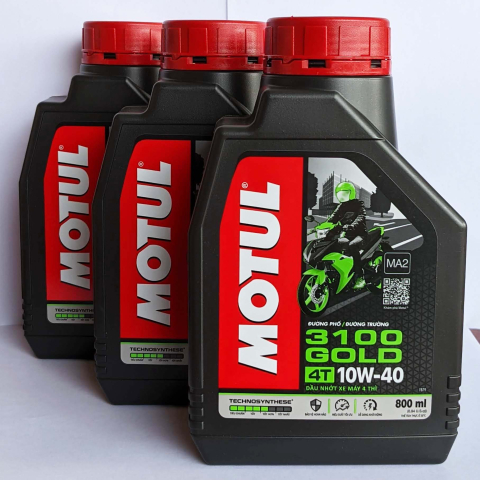 MOTUL®
MOTUL®
MOTUL®
MA2
ĐƯỜNG PHỐ / ĐƯỜNG TRƯỜNG
3100
GOLD
4T 10W-40
DẦU NHỚT XE MÁY 4 THÌ
TECHNOSYNTHESE®
800 ml
TECHNOSYNTHESE®
TECHNOSYNTHESE®